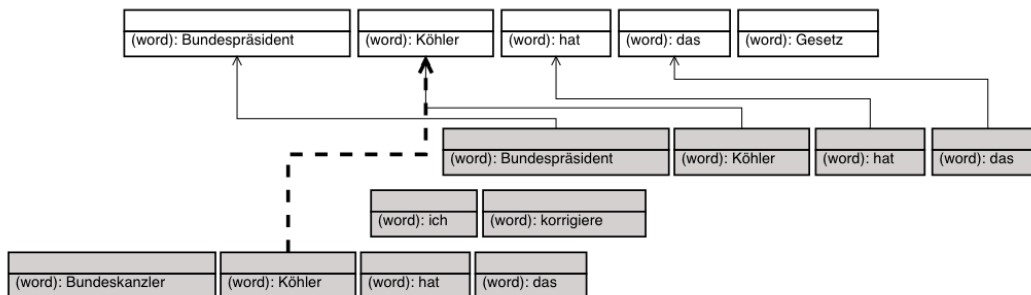 (word): Bundespräsident (word): Köhler (word): hat (word): das (word): Gesetz
(word): Bundespräsident (word): Köhler (word): hat (word): das
(word): ich (word): korrigiere
(word): Bundeskanzler (word): Köhler (word): hat (word): das